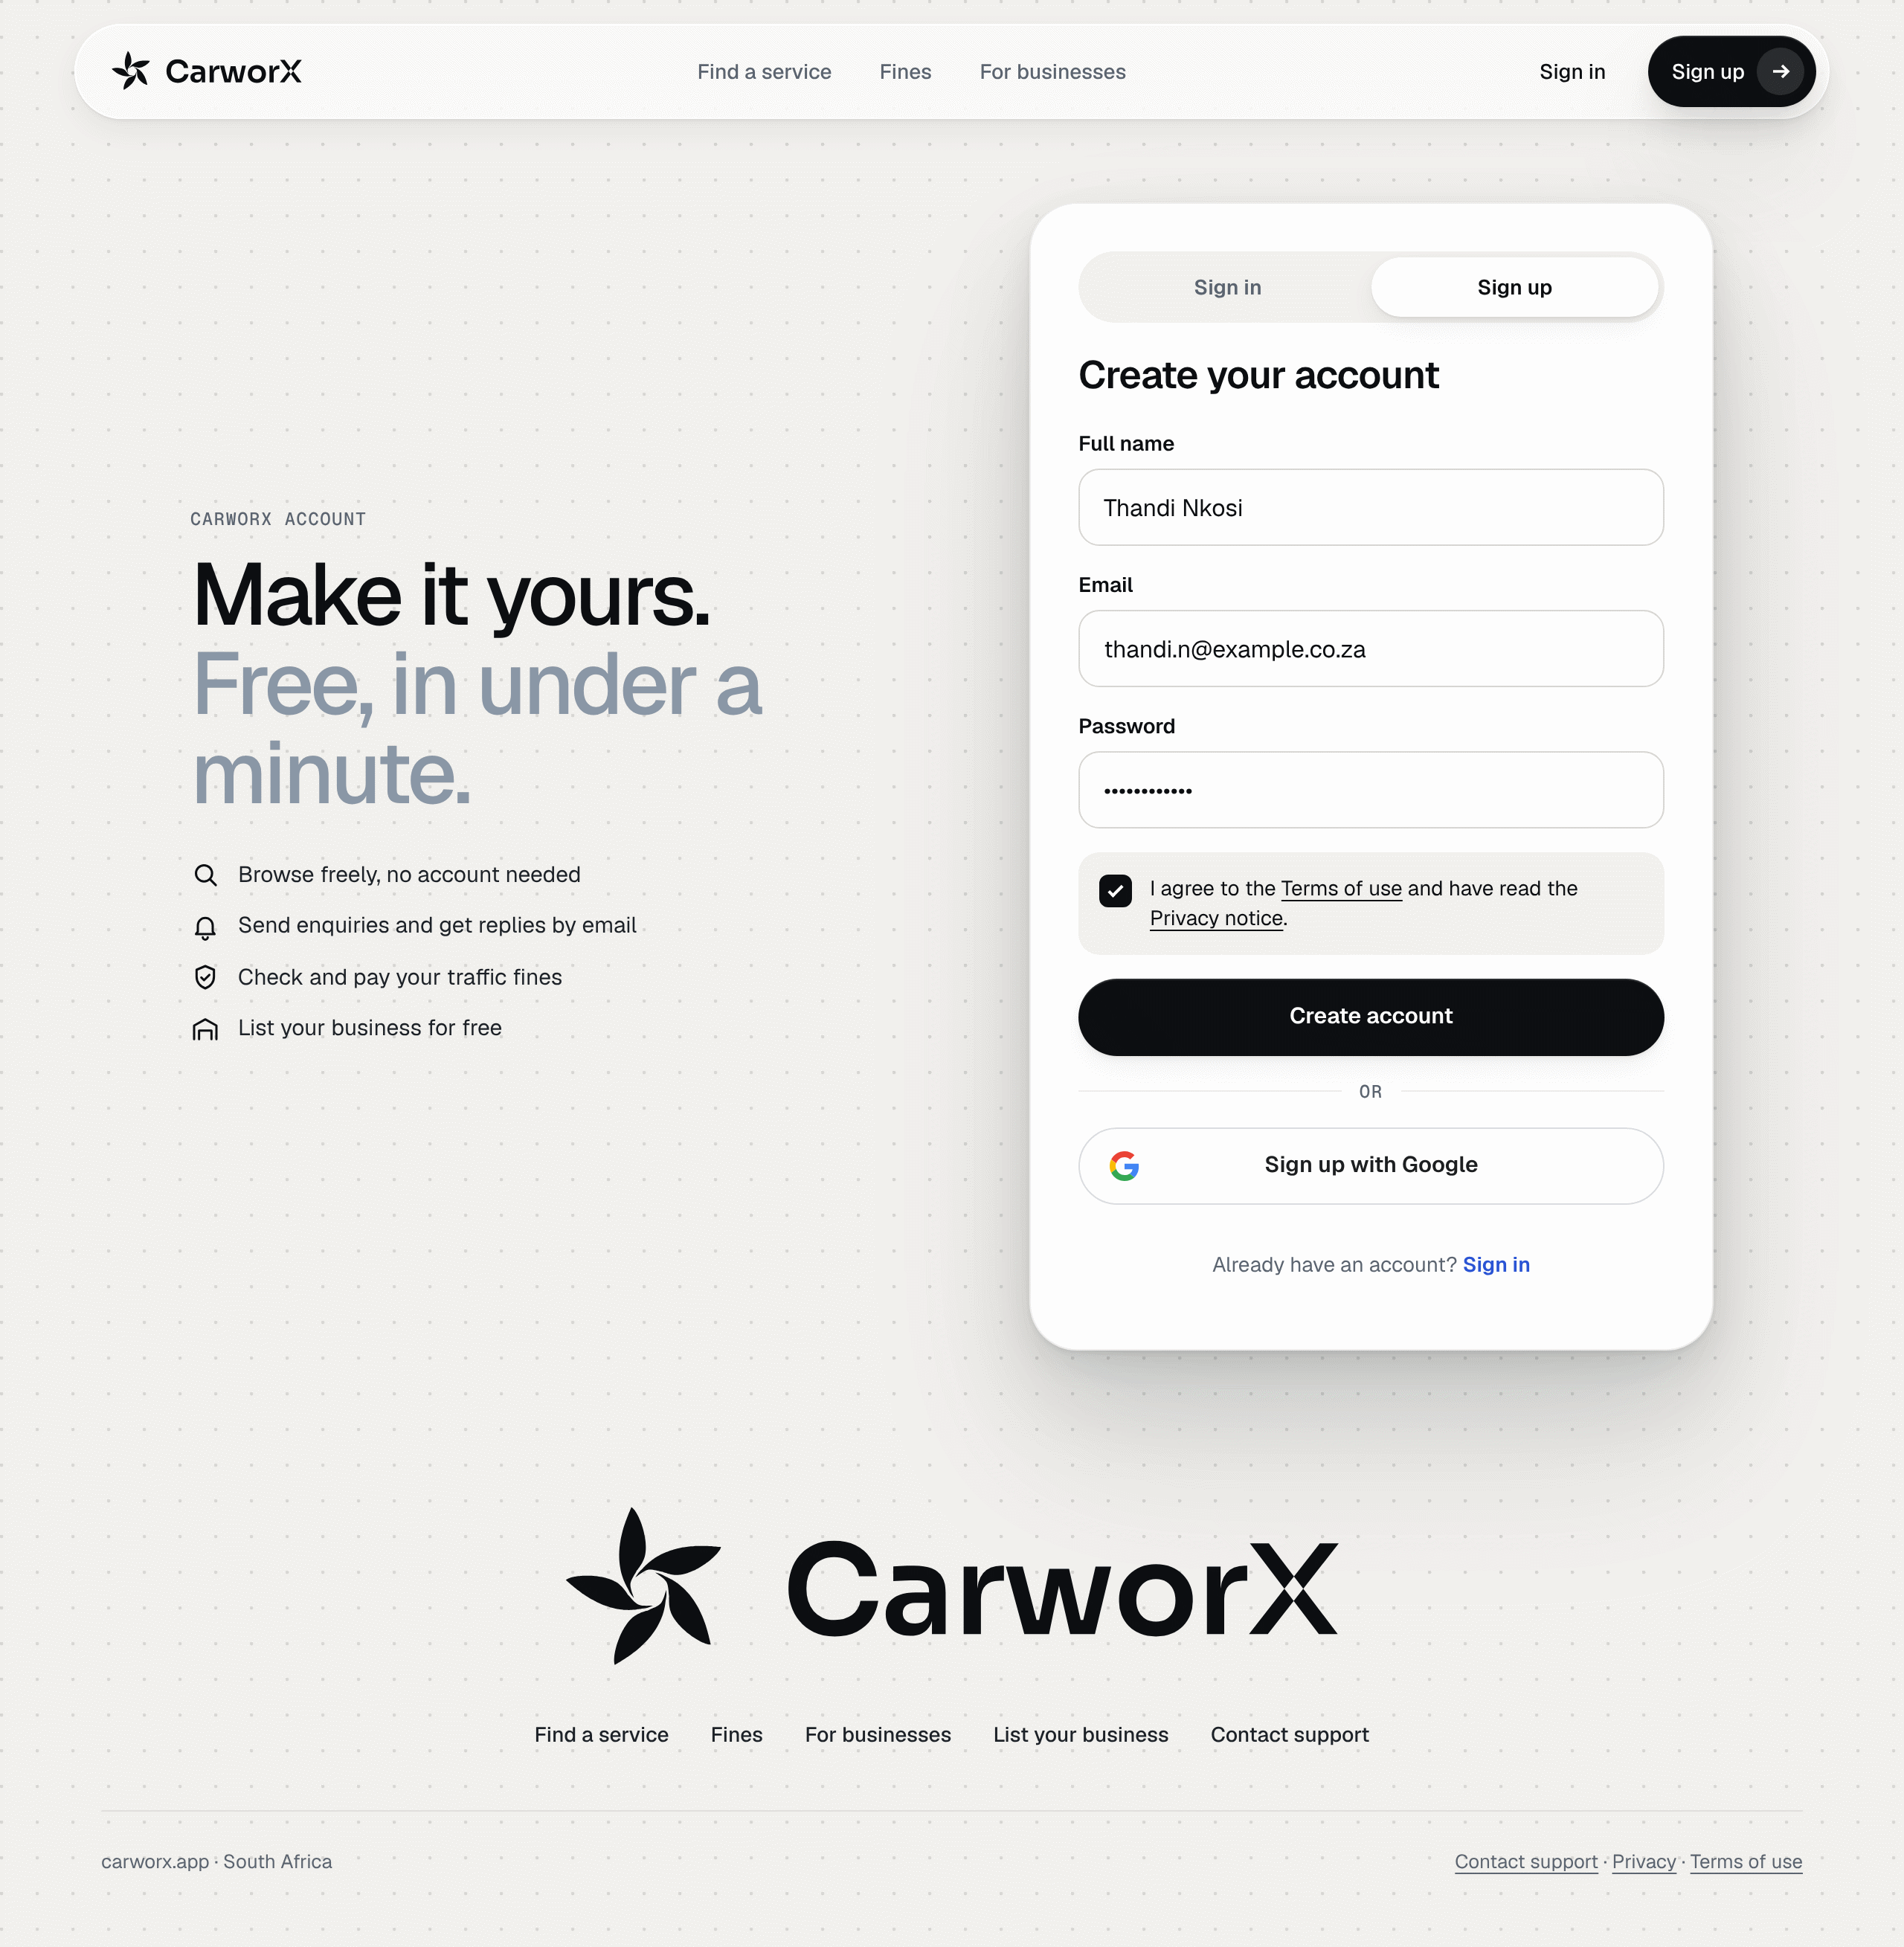 CarworX
Find a service
Fines
For businesses
Sign in
Sign up
CARWORX ACCOUNT
Make it yours.
Free, in under a
minute.
Browse freely, no account needed
Send enquiries and get replies by email
Check and pay your traffic fines
List your business for free
Sign in
Sign up
Create your account
Full name
Thandi Nkosi
Email
thandi.n@example.co.za
Password
••••••••••••
I agree to the Terms of use and have read the
Privacy notice.
Create account
OR
Sign up with Google
Already have an account? Sign in
CarworX
Find a service
Fines
For businesses
List your business
Contact support
carworx.app · South Africa
Contact support · Privacy · Terms of use